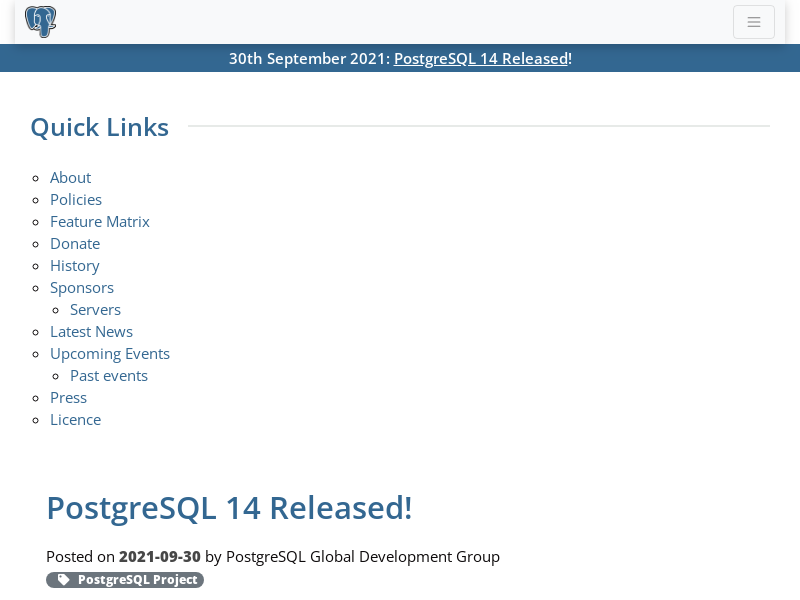 30th September 2021: PostgreSQL 14 Released!
Quick Links
About
Policies
Feature Matrix
Donate
History
Sponsors
Servers
Latest News
Upcoming Events
Past events
Press
Licence
PostgreSQL 14 Released!
Posted on 2021-09-30 by PostgreSQL Global Development Group
PostgreSQL Project